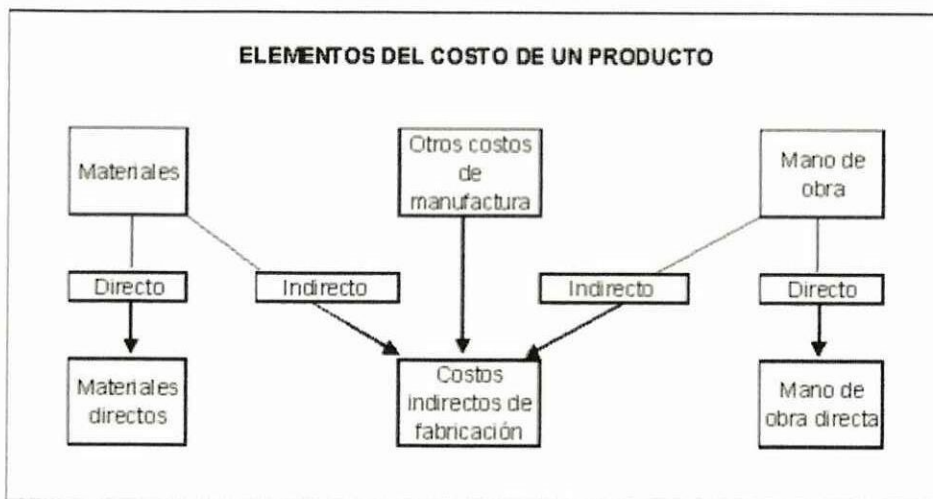 ELEMENTOS DEL COSTO DE UN PRODUCTO
Materiales
Otros costos
de
manufactura
Mano de
obra
Directo
Indirecto
Indirecto
Directo
Materiales
directos
Costos
indirectos de
fabricación
Mano de
obra directa